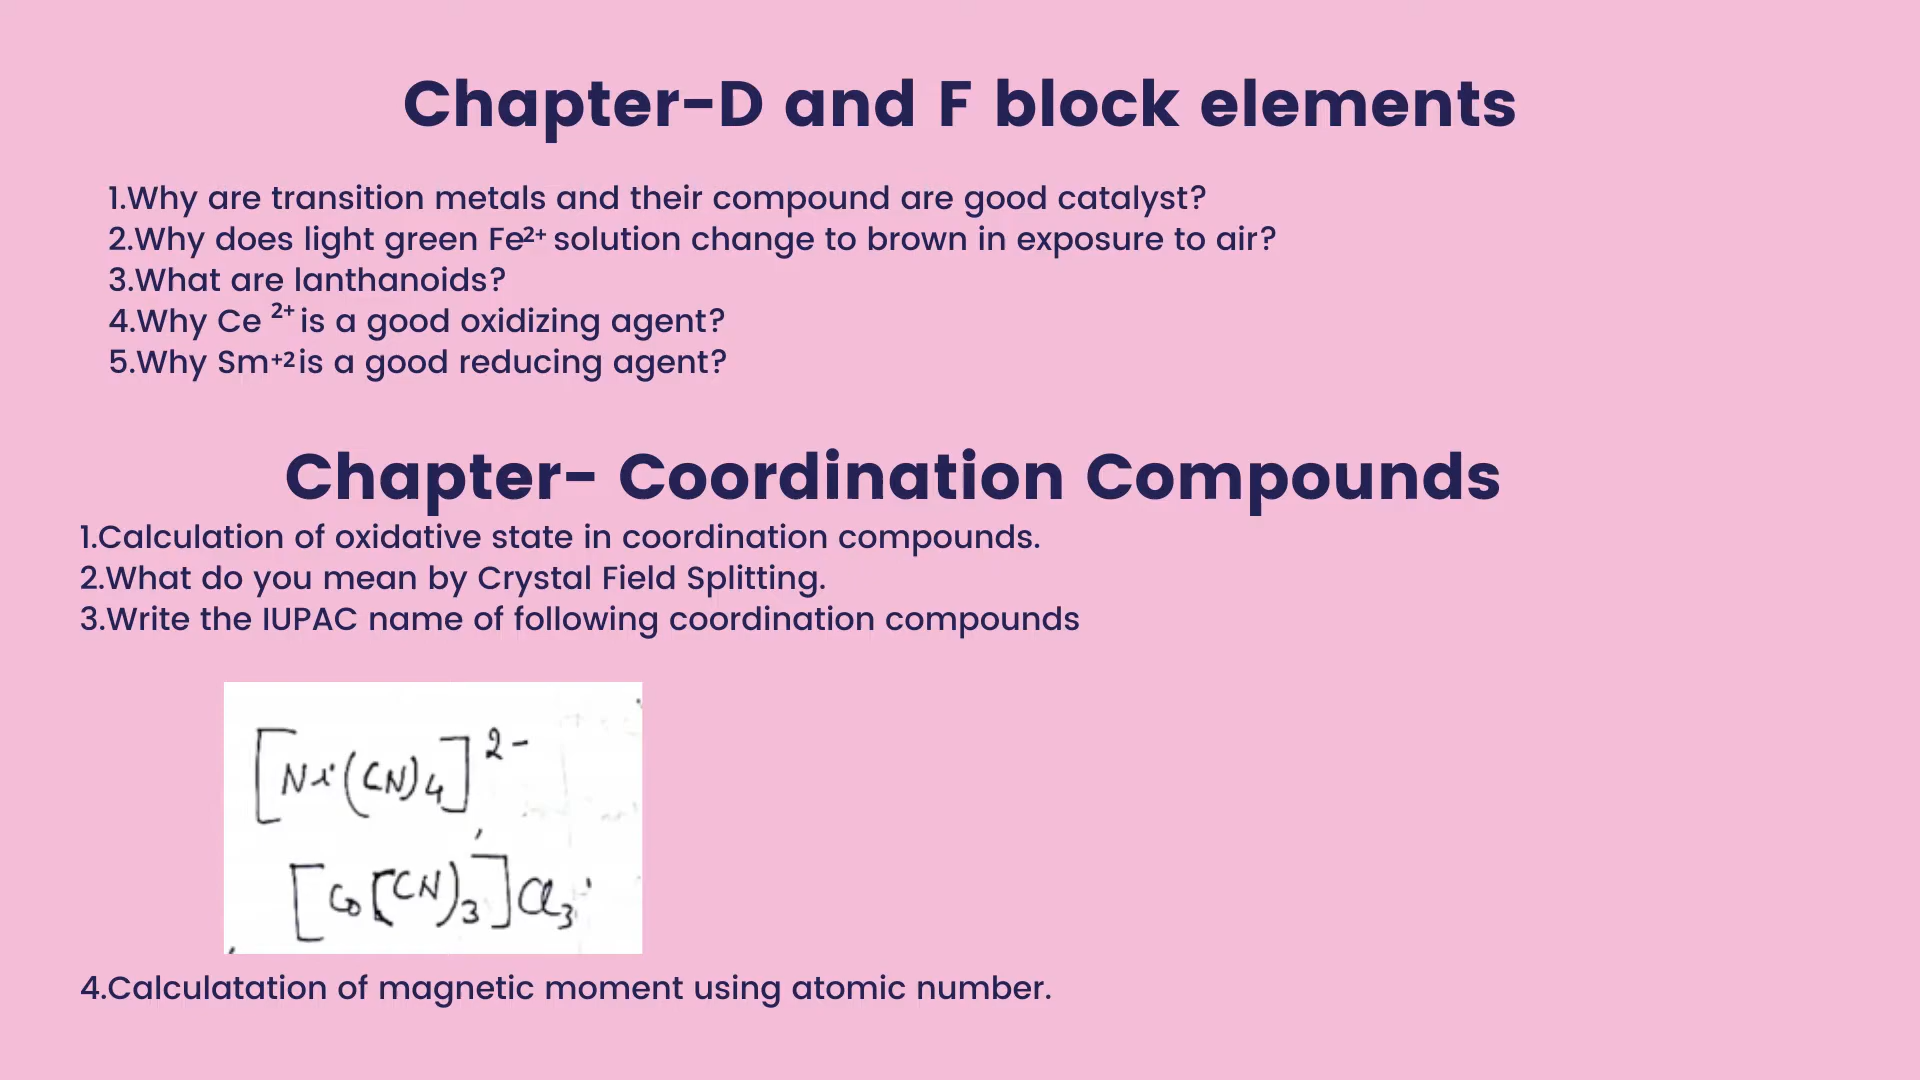 Chapter-D and F block elements
1.Why are transition metals and their compound are good catalyst?
2.Why does light green Fe²⁺ solution change to brown in exposure to air?
3.What are lanthanoids?
4.Why Ce ²⁺ is a good oxidizing agent?
5.Why Sm⁺² is a good reducing agent?
Chapter- Coordination Compounds
1.Calculation of oxidative state in coordination compounds.
2.What do you mean by Crystal Field Splitting.
3.Write the IUPAC name of following coordination compounds
[Ni(CN)₄]²⁻,
[Co[CN)₃]Cl₃
4.Calculatation of magnetic moment using atomic number.